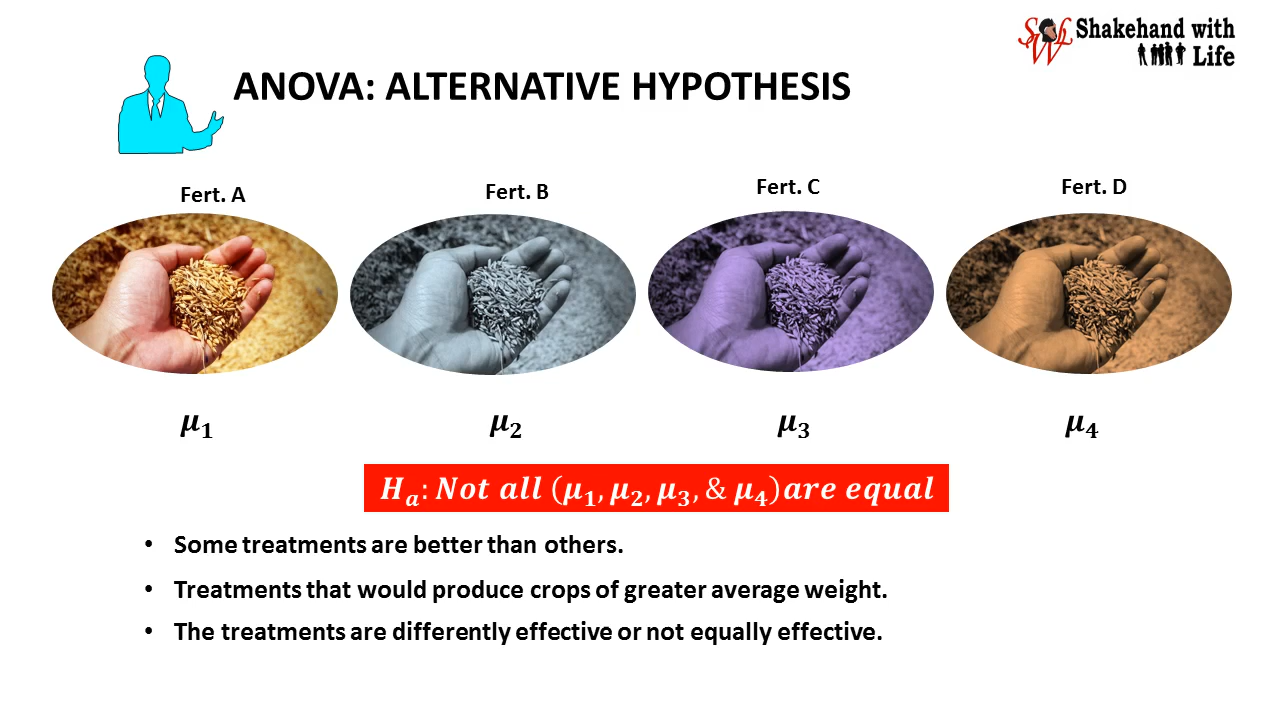 SWL Shakehand with
Life
ANOVA: ALTERNATIVE HYPOTHESIS
Fert. A Fert. B Fert. C Fert. D
μ₁ μ₂ μ₃ μ₄
Hₐ: Not all (μ₁, μ₂, μ₃, & μ₄)are equal
• Some treatments are better than others.
• Treatments that would produce crops of greater average weight.
• The treatments are differently effective or not equally effective.